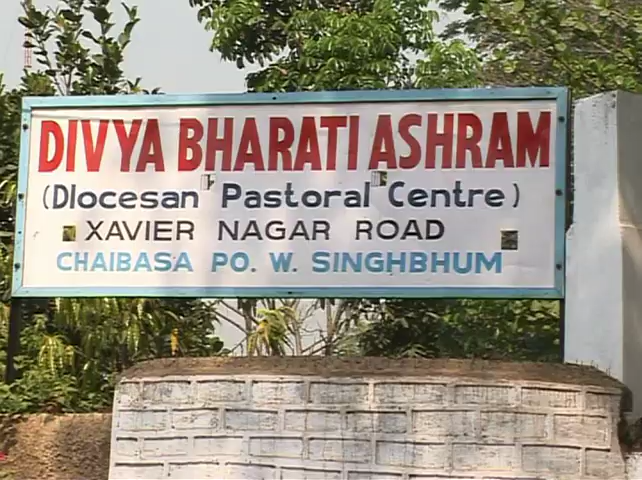 DIVYA BHARATI ASHRAM
(DIocesan Pastoral Centre)
XAVIER NAGAR ROAD
CHAIBASA PO. W. SINGHBHUM